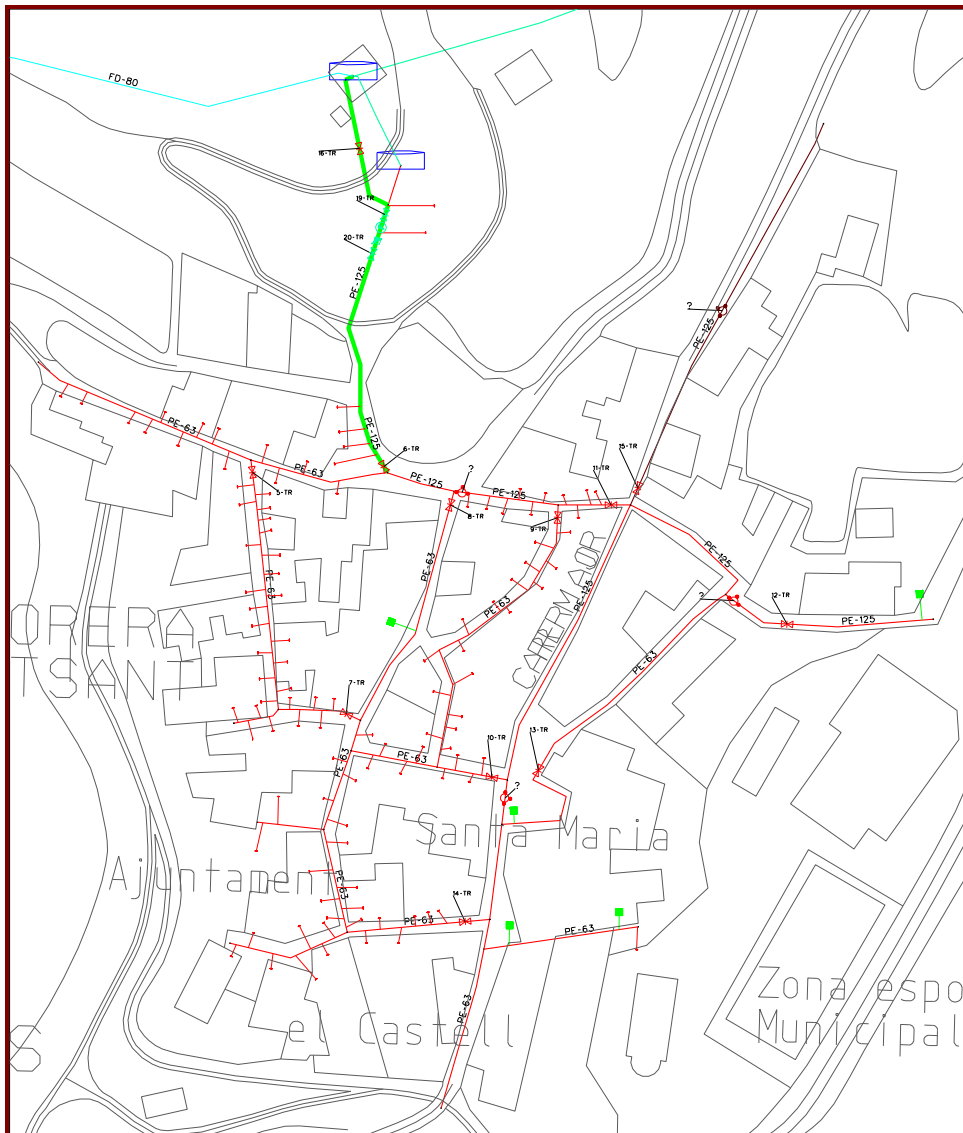 FD-80
16-TR
19-TR
20-TR
PE-125
?
PE-125
PE-63
PE-125
6-TR
15-TR
PE-63
PE-125
?
PE-125
11-TR
5-TR
8-TR
9-TR
PE-63
PE-125
CARRER MAJOR
PE-125
PE-63
PE-63
?
12-TR
PE-125
ORERA
TSANT
PE-63
7-TR
PE-63
PE-63
10-TR
13-TR
?
Santa Maria
Ajuntament
PE-63
14-TR
PE-63
PE-63
PE-63
el Castell
Zona espo
Municipal
S